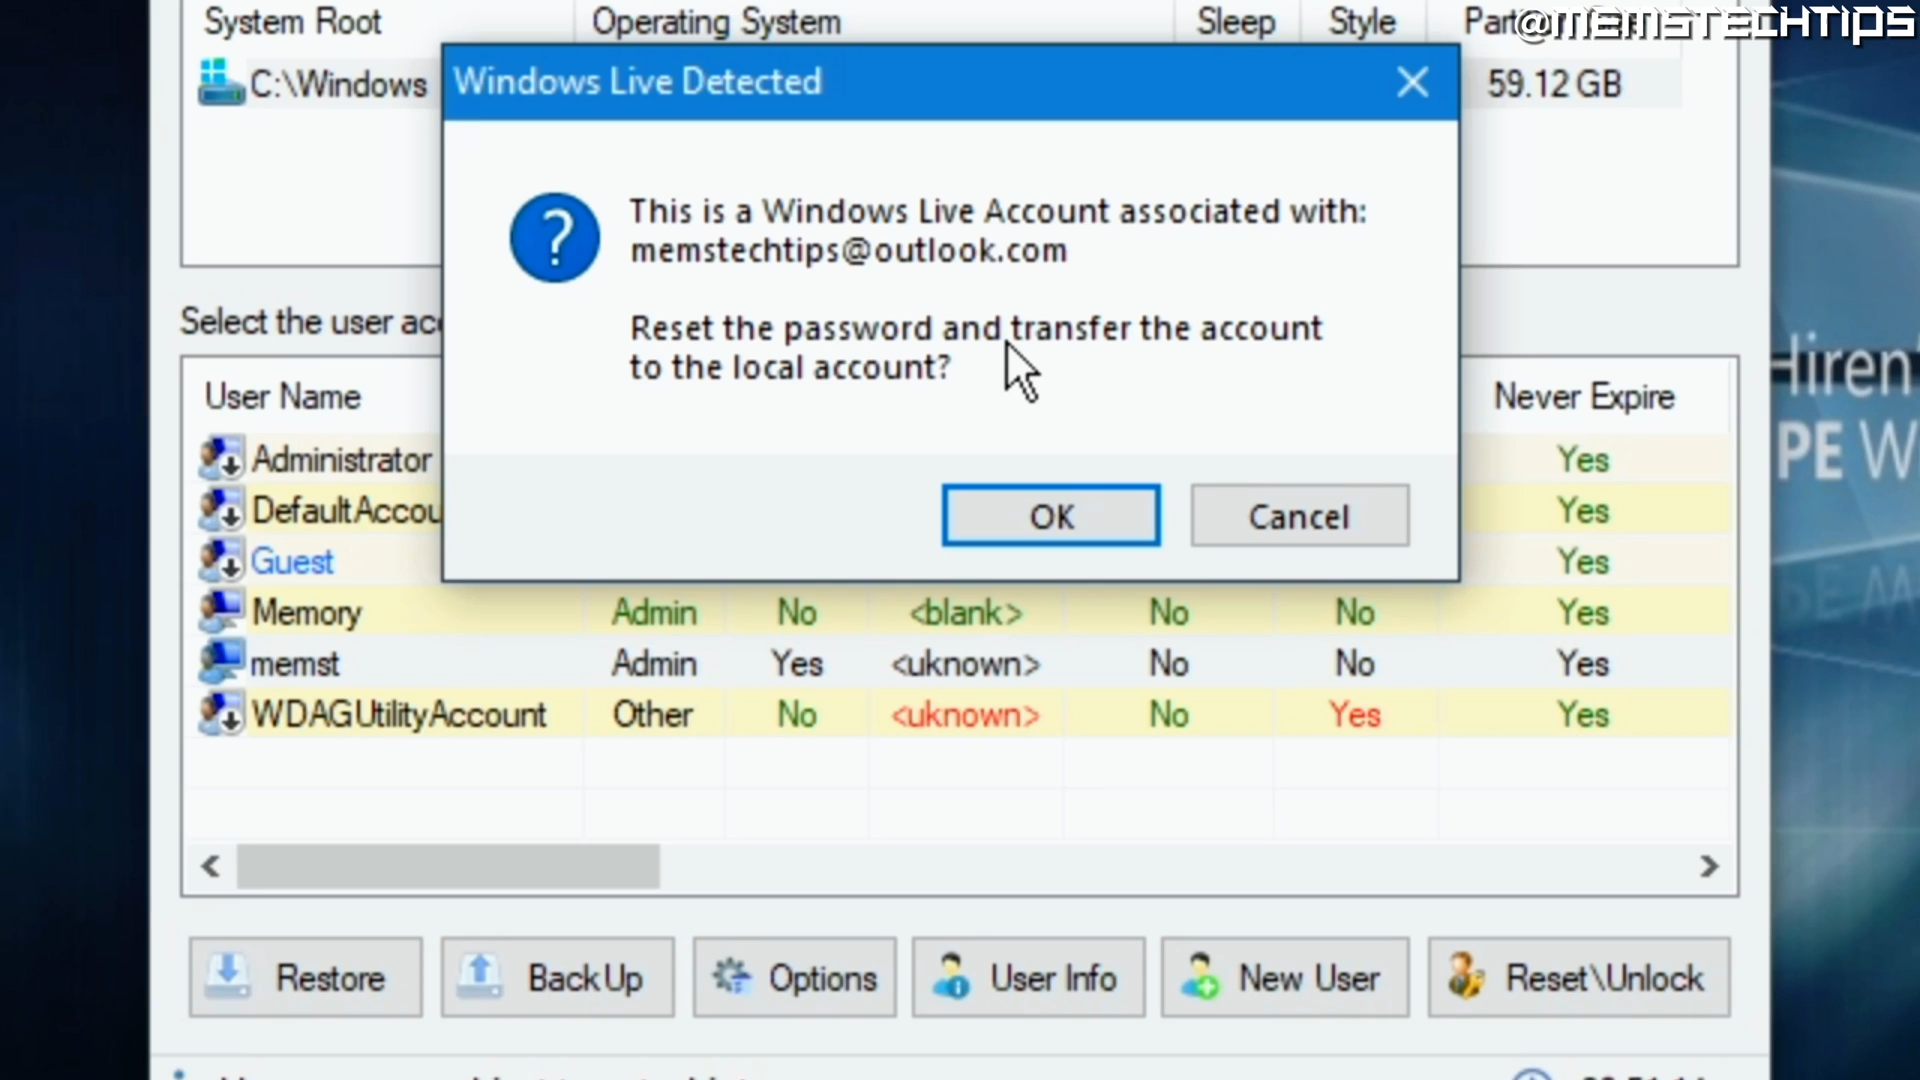 @MEMSTECHTIPS
System Root Operating System Sleep Style
C:\Windows 59.12 GB
Windows Live Detected
This is a Windows Live Account associated with:
memstechtips@outlook.com
Reset the password and transfer the account
to the local account?
OK Cancel
Select the user
User Name Never Expire
Administrator Yes
DefaultAccou Yes
Guest Yes
Memory Admin No <blank> No No Yes
memst Admin Yes <uknown> No No Yes
WDAGUtilityAccount Other No <uknown> No Yes Yes
Restore BackUp Options User Info New User Reset\Unlock
Hiren'
PE W